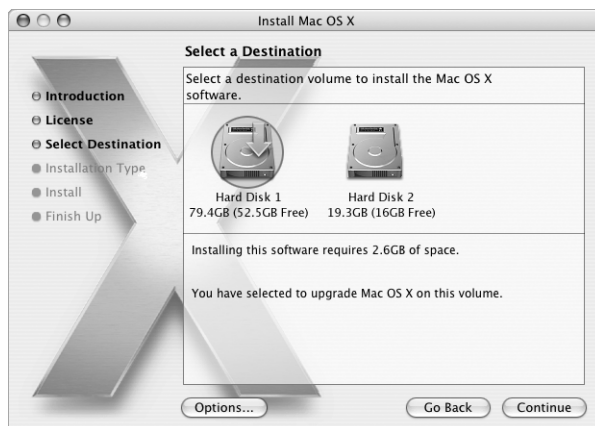 Install Mac OS X
Select a Destination
Introduction
License
Select Destination
Installation Type
Install
Finish Up
Select a destination volume to install the Mac OS X
software.
Hard Disk 1
79.4GB (52.5GB Free)
Hard Disk 2
19.3GB (16GB Free)
Installing this software requires 2.6GB of space.
You have selected to upgrade Mac OS X on this volume.
Options...
Go Back
Continue